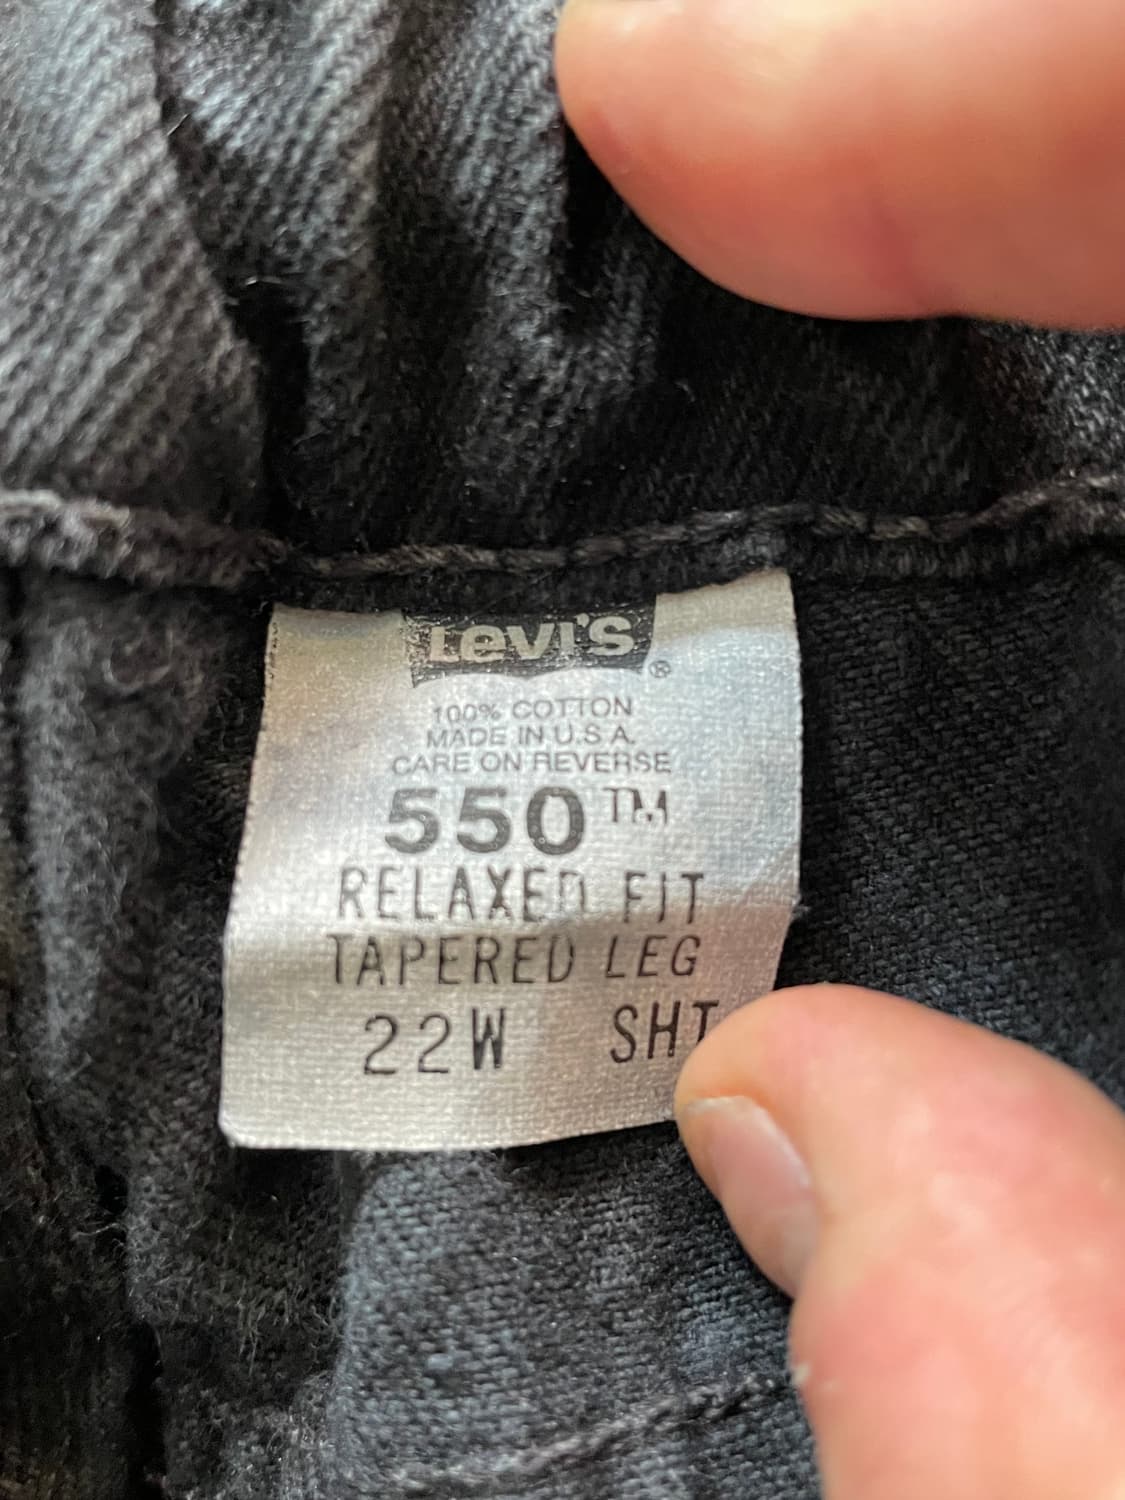 Levi's®
100% COTTON
MADE IN U.S.A.
CARE ON REVERSE
550™
RELAXED FIT
TAPERED LEG
22W SHT